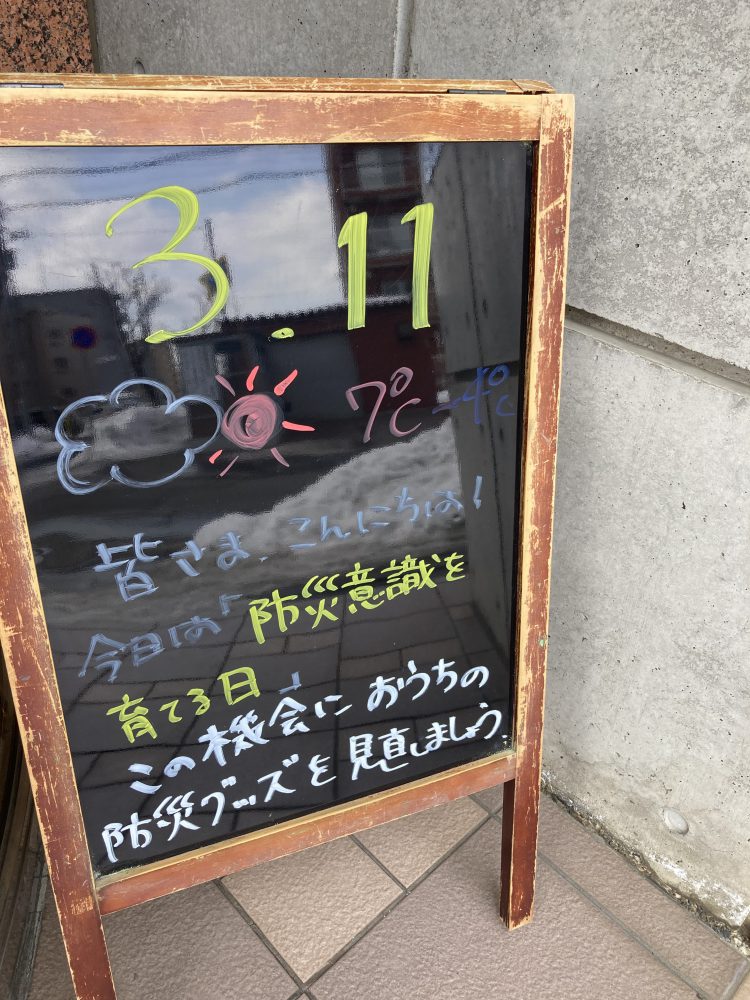 3.11
7℃~-4℃
皆さま、こんにちは!
今日は「防災意識を
育てる日」
この機会におうちの
防災グッズを見直しましょう.